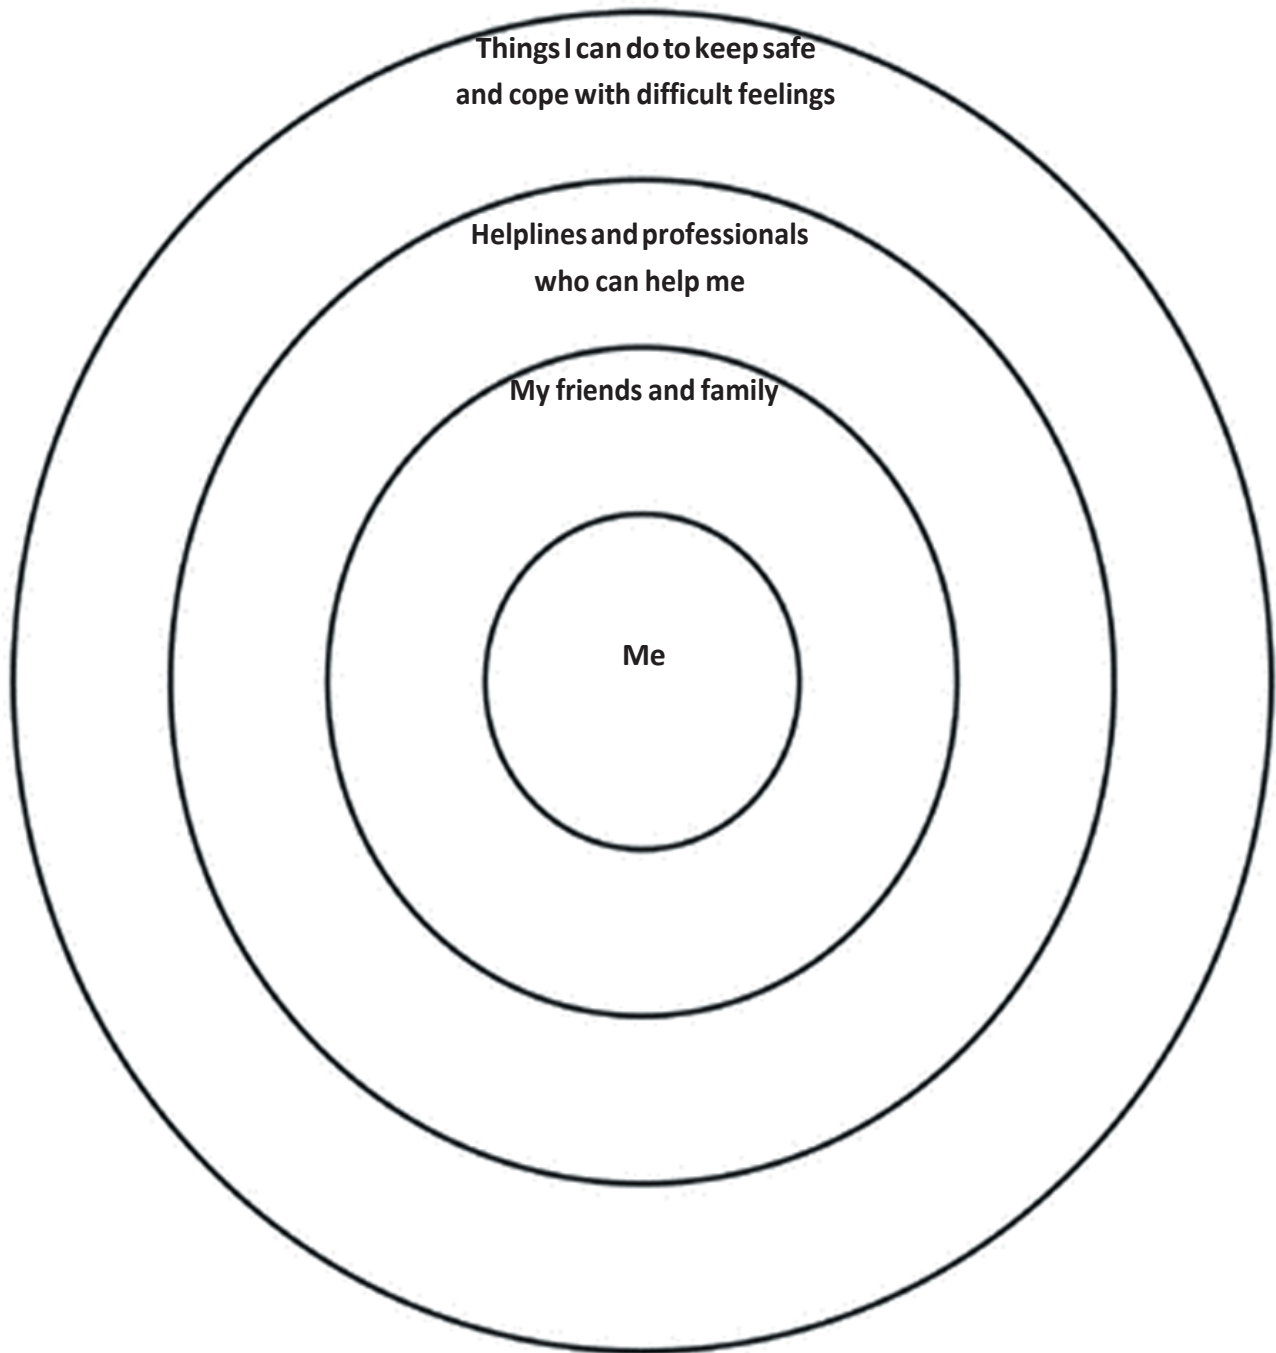 Things I can do to keep safe
and cope with difficult feelings
Helplines and professionals
who can help me
My friends and family
Me